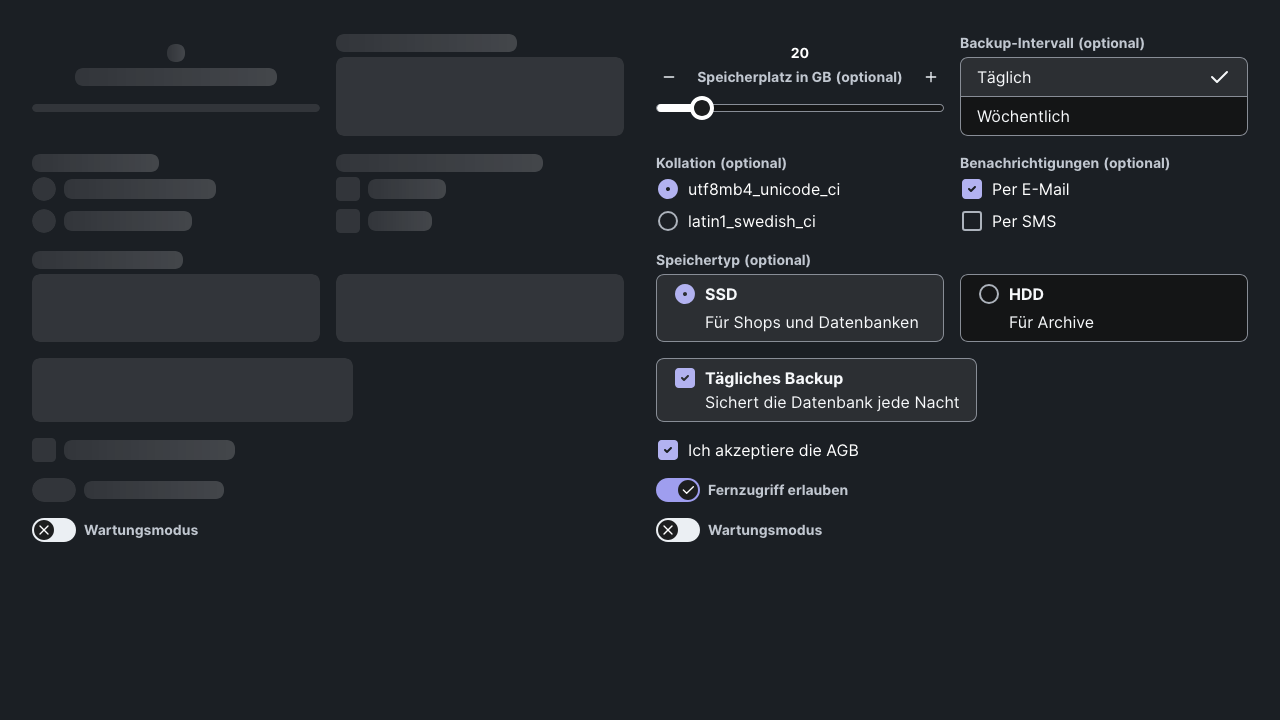 20
Speicherplatz in GB (optional)
Backup-Intervall (optional)
Täglich
Wöchentlich
Kollation (optional)
utf8mb4_unicode_ci
latin1_swedish_ci
Benachrichtigungen (optional)
Per E-Mail
Per SMS
Speichertyp (optional)
SSD
Für Shops und Datenbanken
HDD
Für Archive
Tägliches Backup
Sichert die Datenbank jede Nacht
Ich akzeptiere die AGB
Fernzugriff erlauben
Wartungsmodus
Wartungsmodus